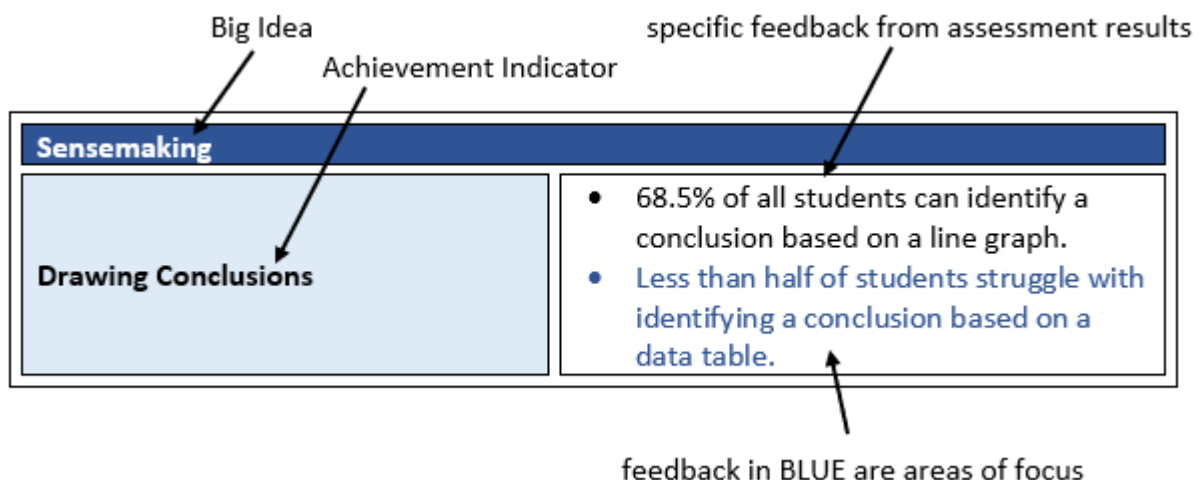 Big Idea
specific feedback from assessment results
Achievement Indicator
Sensemaking
Drawing Conclusions
• 68.5% of all students can identify a
conclusion based on a line graph.
• Less than half of students struggle with
identifying a conclusion based on a
data table.
feedback in BLUE are areas of focus